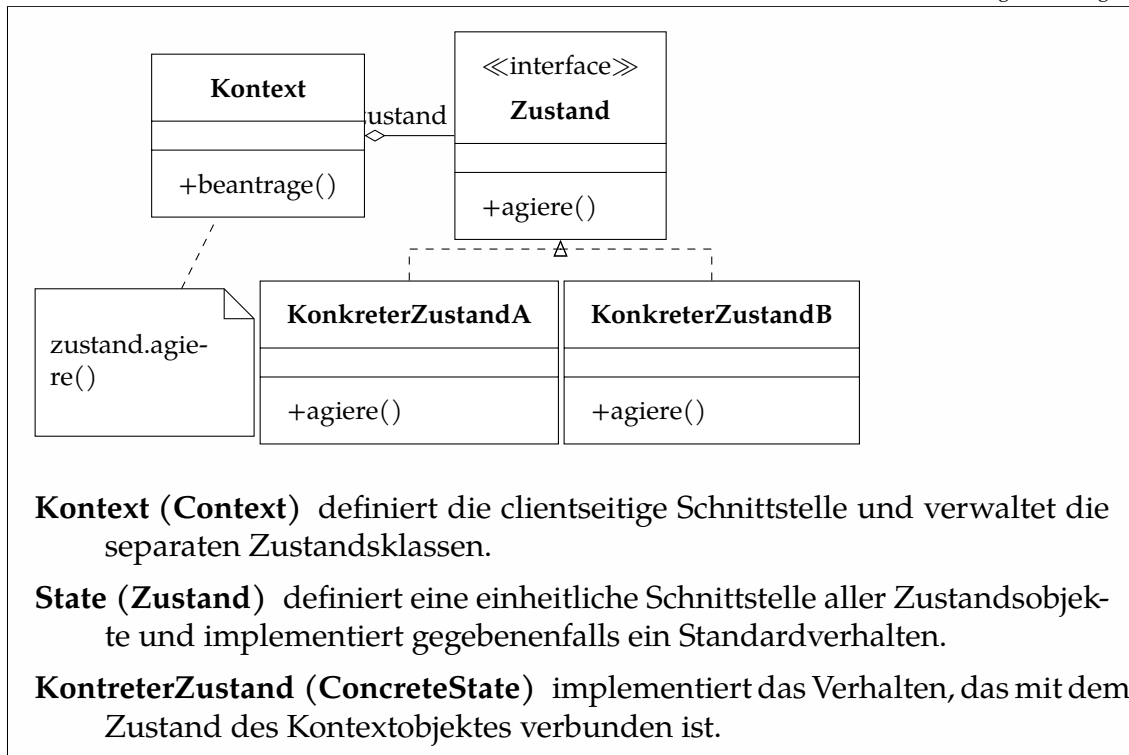 Kontext
zustand
+beantrage()
≪interface≫
Zustand
+agiere()
zustand.agie-
re()
KonkreterZustandA
+agiere()
KonkreterZustandB
+agiere()
Kontext (Context) definiert die clientseitige Schnittstelle und verwaltet die
separaten Zustandsklassen.
State (Zustand) definiert eine einheitliche Schnittstelle aller Zustandsobjek-
te und implementiert gegebenenfalls ein Standardverhalten.
KontreterZustand (ConcreteState) implementiert das Verhalten, das mit dem
Zustand des Kontextobjektes verbunden ist.